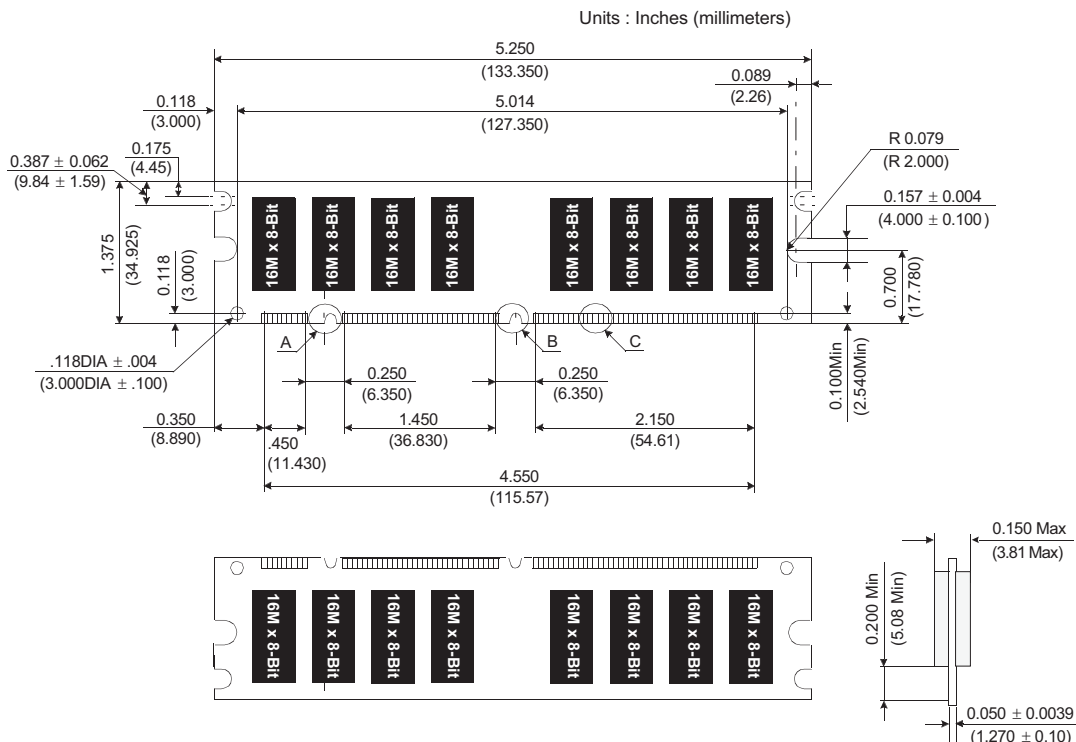 Units : Inches (millimeters)
5.250
(133.350)
0.089
(2.26)
0.118
(3.000)
5.014
(127.350)
R 0.079
(R 2.000)
0.175
(4.45)
0.387 ± 0.062
(9.84 ± 1.59)
0.157 ± 0.004
(4.000 ± 0.100)
1.375
(34.925)
0.118
(3.000)
16M x 8-Bit
16M x 8-Bit
16M x 8-Bit
16M x 8-Bit
16M x 8-Bit
16M x 8-Bit
16M x 8-Bit
16M x 8-Bit
0.700
(17.780)
A
B
C
.118DIA ± .004
(3.000DIA ± .100)
0.250
(6.350)
0.250
(6.350)
0.100Min
(2.540Min)
0.350
(8.890)
.450
(11.430)
1.450
(36.830)
2.150
(54.61)
4.550
(115.57)
0.150 Max
(3.81 Max)
16M x 8-Bit
16M x 8-Bit
16M x 8-Bit
16M x 8-Bit
16M x 8-Bit
16M x 8-Bit
16M x 8-Bit
16M x 8-Bit
0.200 Min
(5.08 Min)
0.050 ± 0.0039
(1.270 ± 0.10)